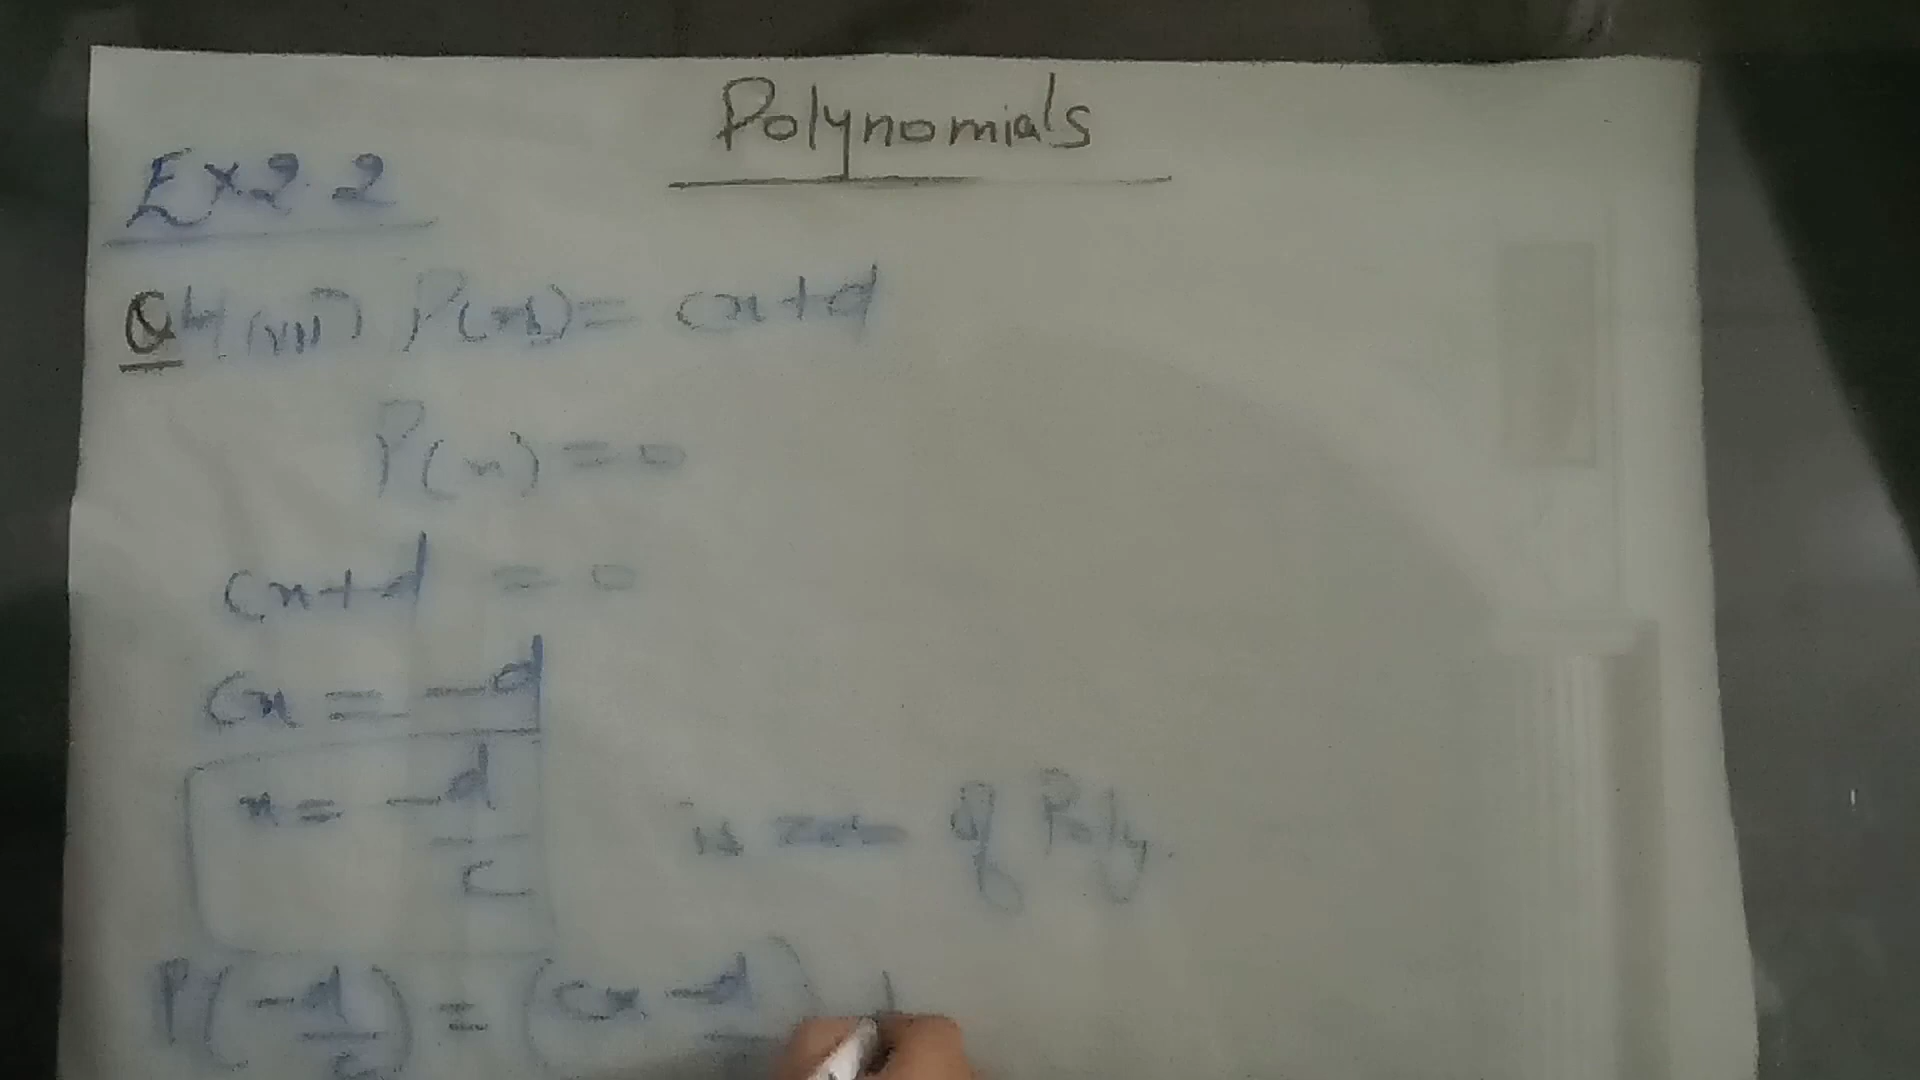 Polynomials
Ex 2.2
Q4 (vii) P(x) = cx+d
P(x) = 0
cx+d = 0
cx = -d
x = -d/c is zero of Poly.
P(-d/c) = (c x -d